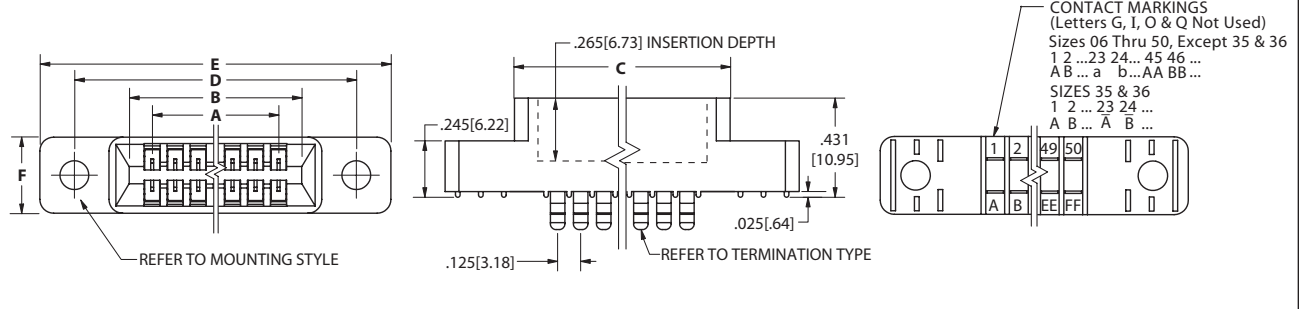 E
D
B
A
F
REFER TO MOUNTING STYLE
.265[6.73] INSERTION DEPTH
C
.245[6.22]
.431
[10.95]
.025[.64]
.125[3.18]
REFER TO TERMINATION TYPE
CONTACT MARKINGS
(Letters G, I, O & Q Not Used)
Sizes 06 Thru 50, Except 35 & 36
1 2 ...23 24... 45 46 ...
A B ... a b...AA BB ...
SIZES 35 & 36
1 2 ... 23 24 ...
A B ... A̅ B̅ ...
1 2 49 50
A B EE FF